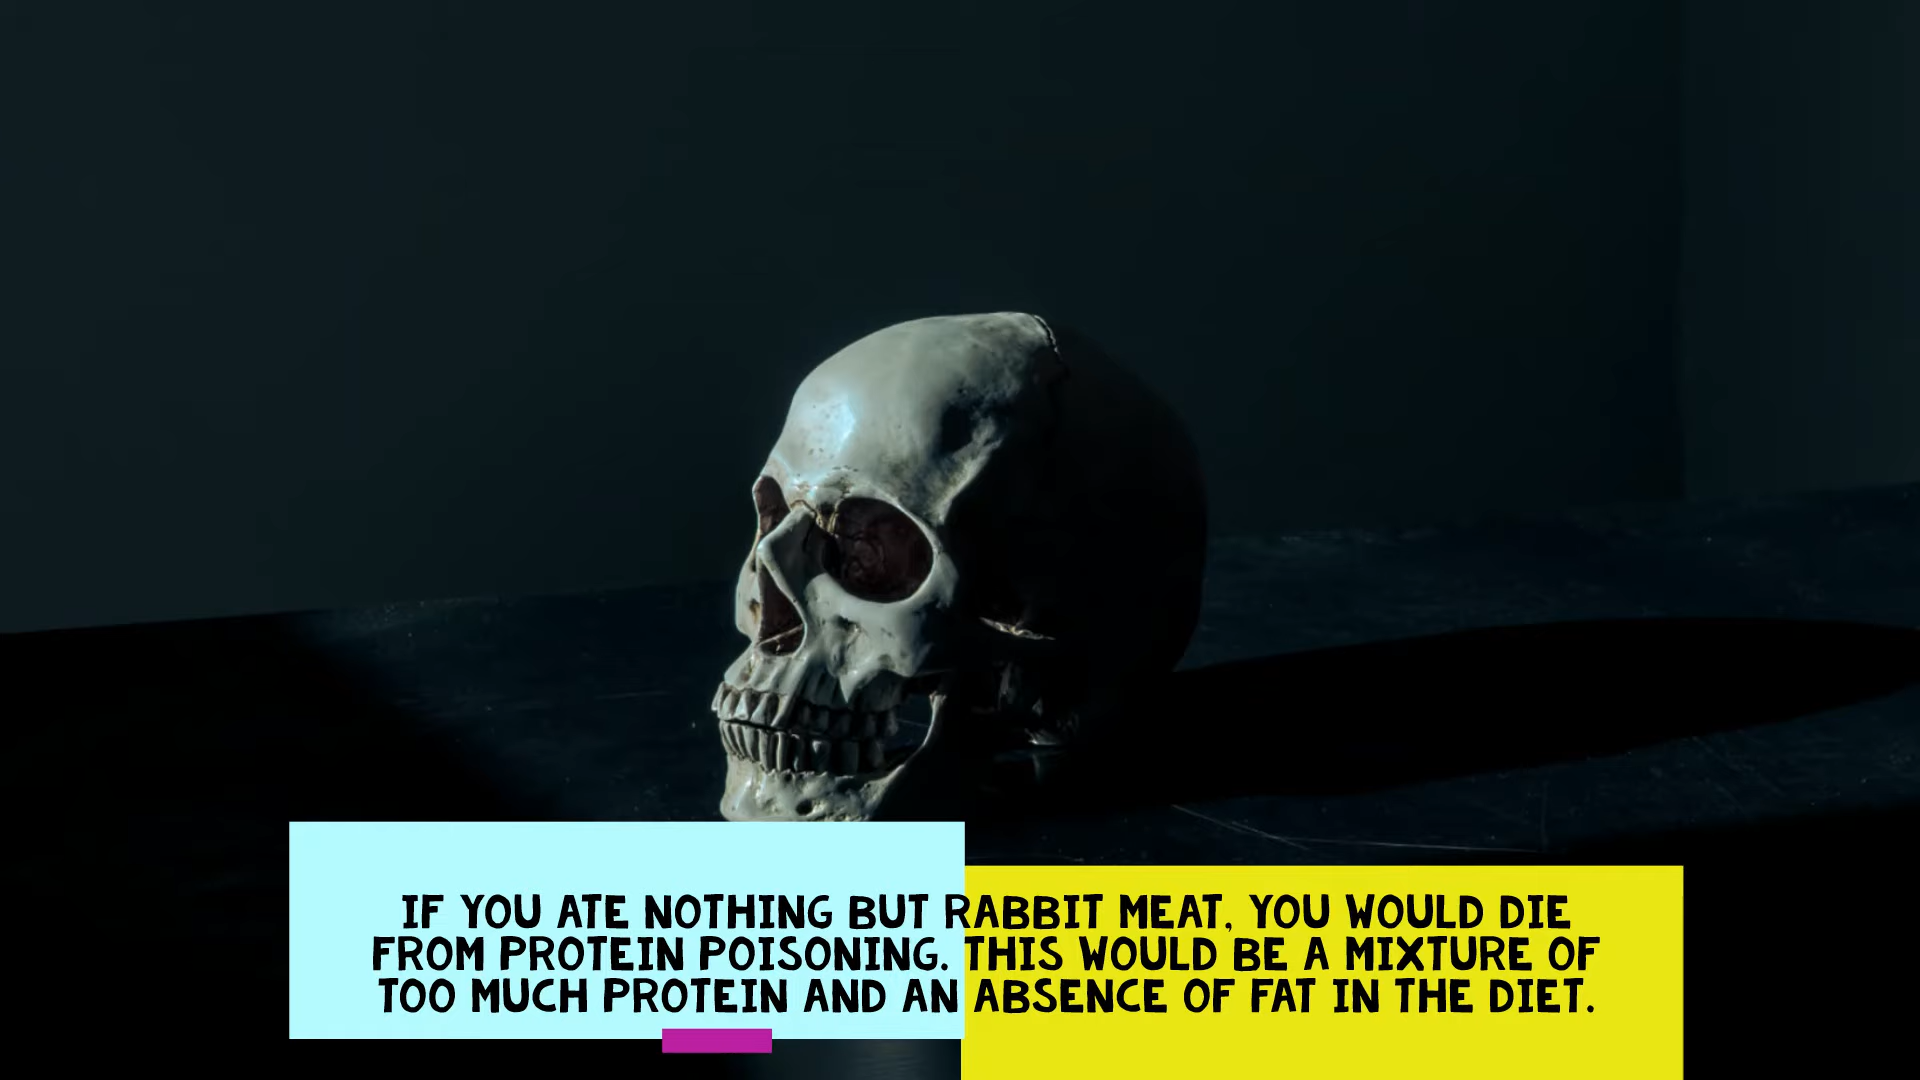 IF YOU ATE NOTHING BUT RABBIT MEAT, YOU WOULD DIE
FROM PROTEIN POISONING. THIS WOULD BE A MIXTURE OF
TOO MUCH PROTEIN AND AN ABSENCE OF FAT IN THE DIET.